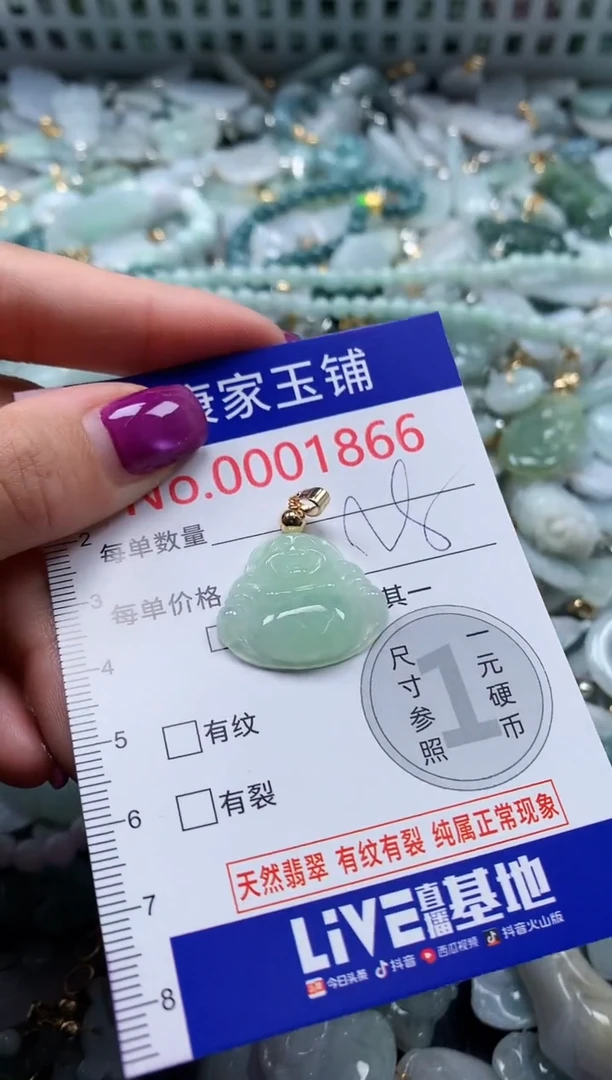 家玉铺
No.0001866
2
每单数量
3
每单价格
其一
4
尺寸参照
1
一元硬币
5
有纹
6
有裂
天然翡翠 有纹有裂 纯属正常现象
7
LiVE直播基地
今日头条 抖音 西瓜视频 抖音火山版
8